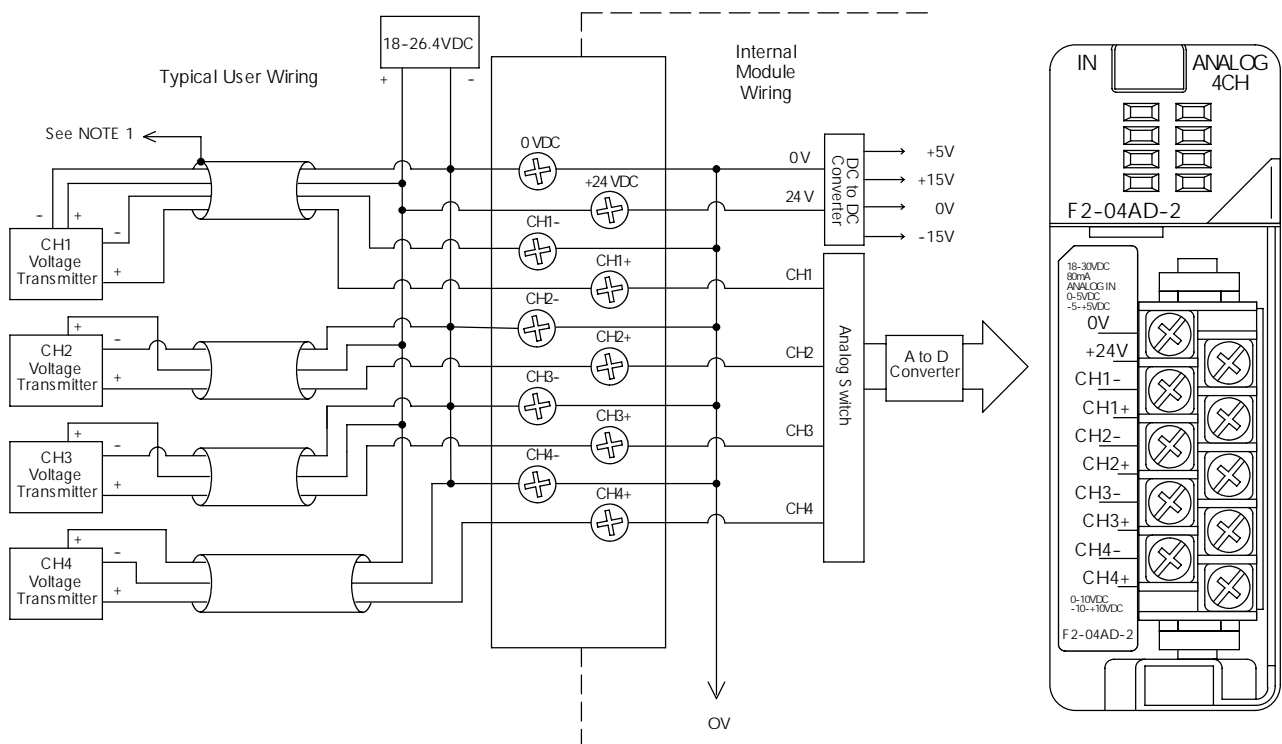 18-26.4VDC
+ -
Typical User Wiring
Internal
Module
Wiring
See NOTE 1
- +
-
+
CH1
Voltage
Transmitter
+
-
+
CH2
Voltage
Transmitter
+
-
+
CH3
Voltage
Transmitter
+
-
+
CH4
Voltage
Transmitter
0 VDC
+24 VDC
CH1-
CH1+
CH2-
CH2+
CH3-
CH3+
CH4-
CH4+
0V
24V
DC to DC
Converter
+5V
+15V
0V
-15V
CH1
CH2
CH3
CH4
Analog Switch
A to D
Converter
OV
IN
ANALOG
4CH
F2-04AD-2
18-30VDC
80mA
ANALOG IN
0-5VDC
-5-+5VDC
0V
+24V
CH1-
CH1+
CH2-
CH2+
CH3-
CH3+
CH4-
CH4+
0-10VDC
-10-+10VDC
F2-04AD-2